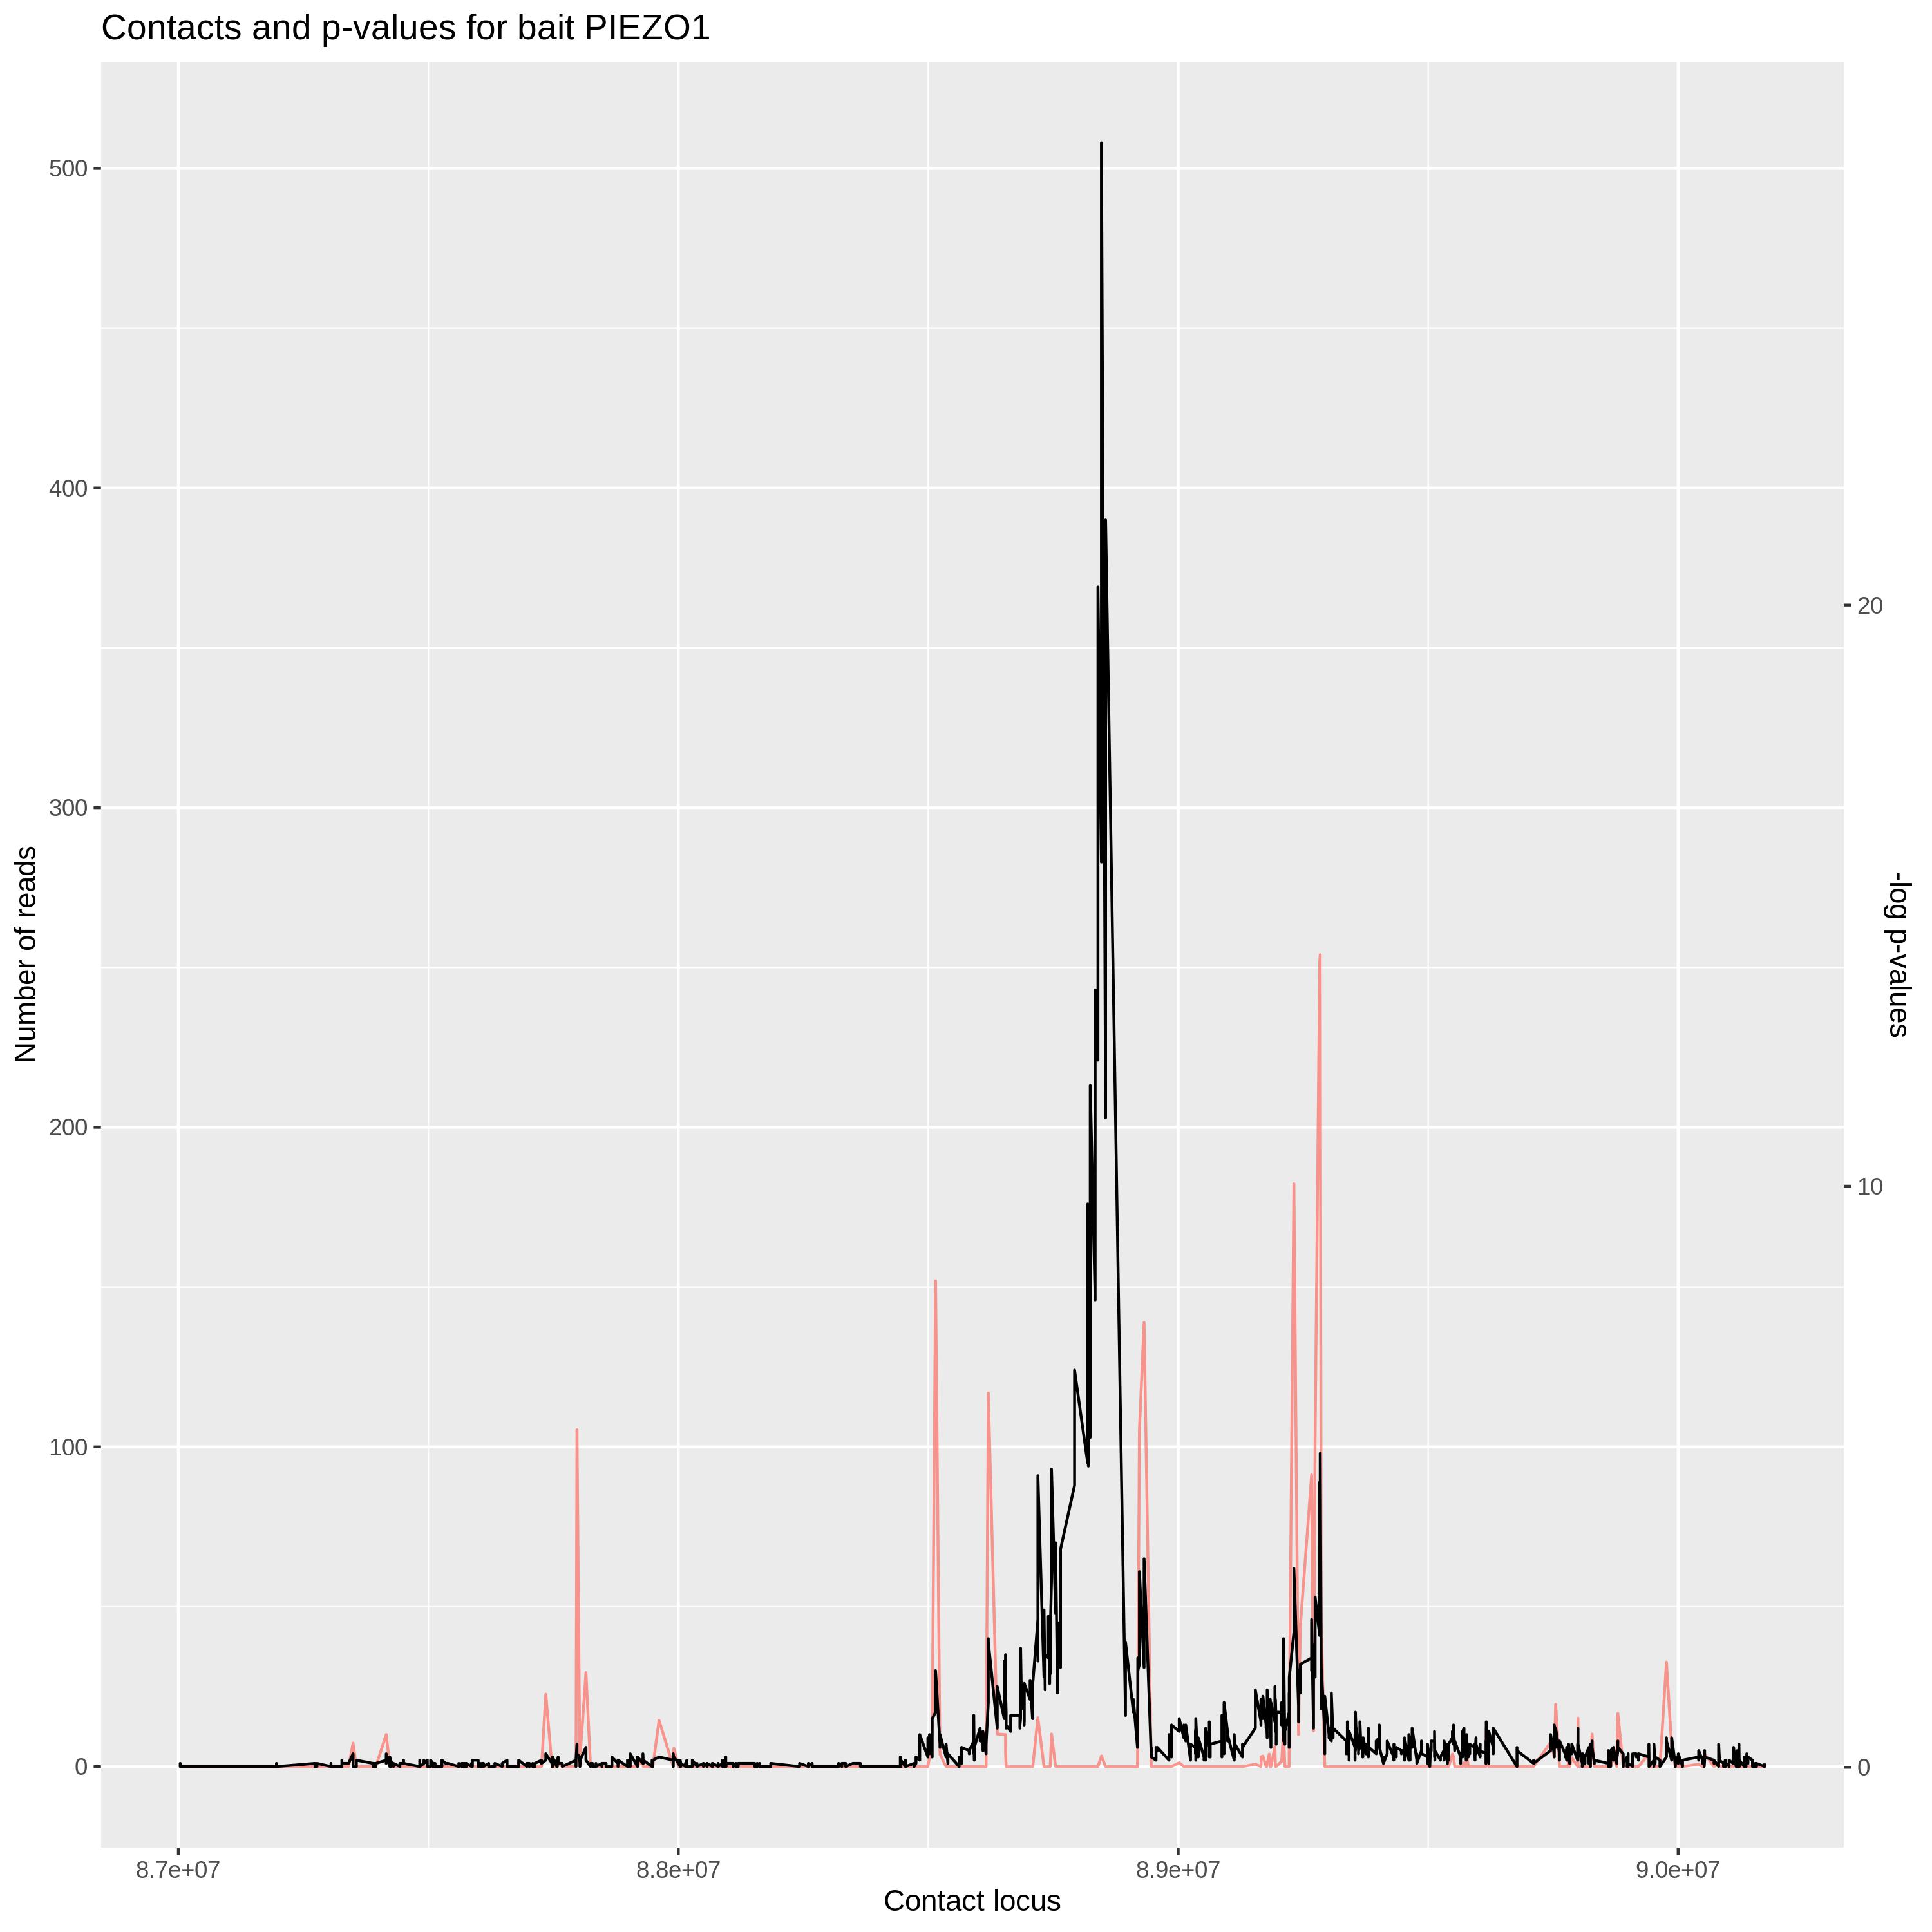 Contacts and p-values for bait PIEZO1
500
400
300
200
100
0
Number of reads
20
10
0
-log p-values
8.7e+07 8.8e+07 8.9e+07 9.0e+07
Contact locus